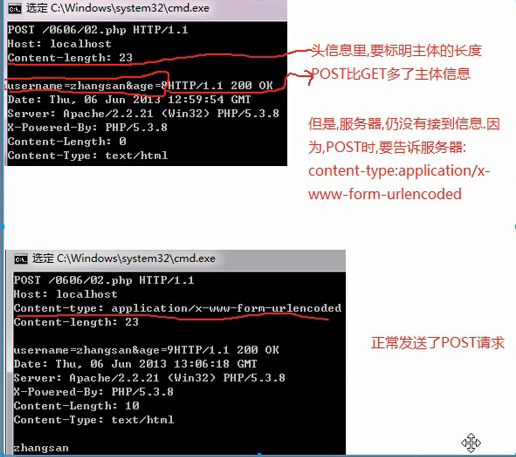 选定 C:\Windows\system32\cmd.exe
POST /0606/02.php HTTP/1.1
Host: localhost
Content-length: 23
username=zhangsan&age=9HTTP/1.1 200 OK
Date: Thu, 06 Jun 2013 12:59:54 GMT
Server: Apache/2.2.21 (Win32) PHP/5.3.8
X-Powered-By: PHP/5.3.8
Content-Length: 0
Content-Type: text/html
头信息里,要标明主体的长度
POST比GET多了主体信息
但是,服务器,仍没有接到信息.因
为,POST时,要告诉服务器:
content-type:application/x-
www-form-urlencoded
选定 C:\Windows\system32\cmd.exe
POST /0606/02.php HTTP/1.1
Host: localhost
Content-type: application/x-www-form-urlencoded
Content-length: 23
username=zhangsan&age=9HTTP/1.1 200 OK
Date: Thu, 06 Jun 2013 13:06:18 GMT
Server: Apache/2.2.21 (Win32) PHP/5.3.8
X-Powered-By: PHP/5.3.8
Content-Length: 10
Content-Type: text/html
zhangsan
正常发送了POST请求